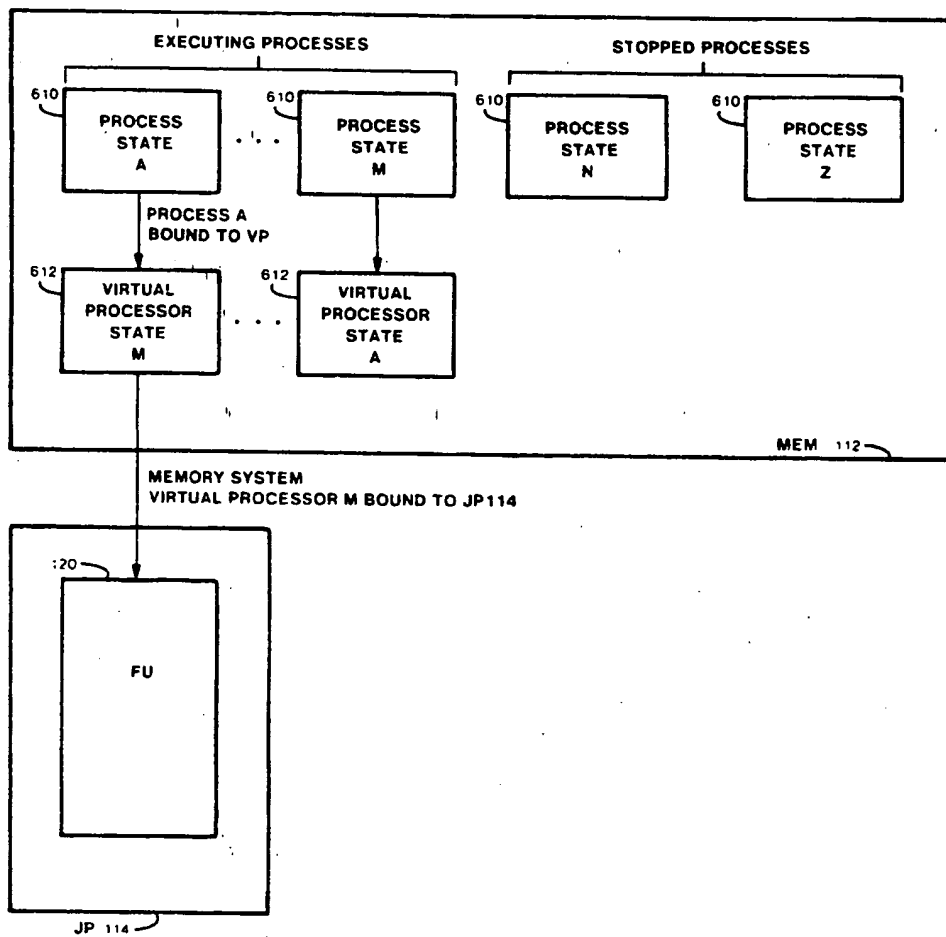 EXECUTING PROCESSES
STOPPED PROCESSES
610
PROCESS
STATE
A
610
PROCESS
STATE
M
610
PROCESS
STATE
N
610
PROCESS
STATE
Z
PROCESS A
BOUND TO VP
612
VIRTUAL
PROCESSOR
STATE
M
612
VIRTUAL
PROCESSOR
STATE
A
MEM 112
MEMORY SYSTEM
VIRTUAL PROCESSOR M BOUND TO JP114
120
FU
JP 114